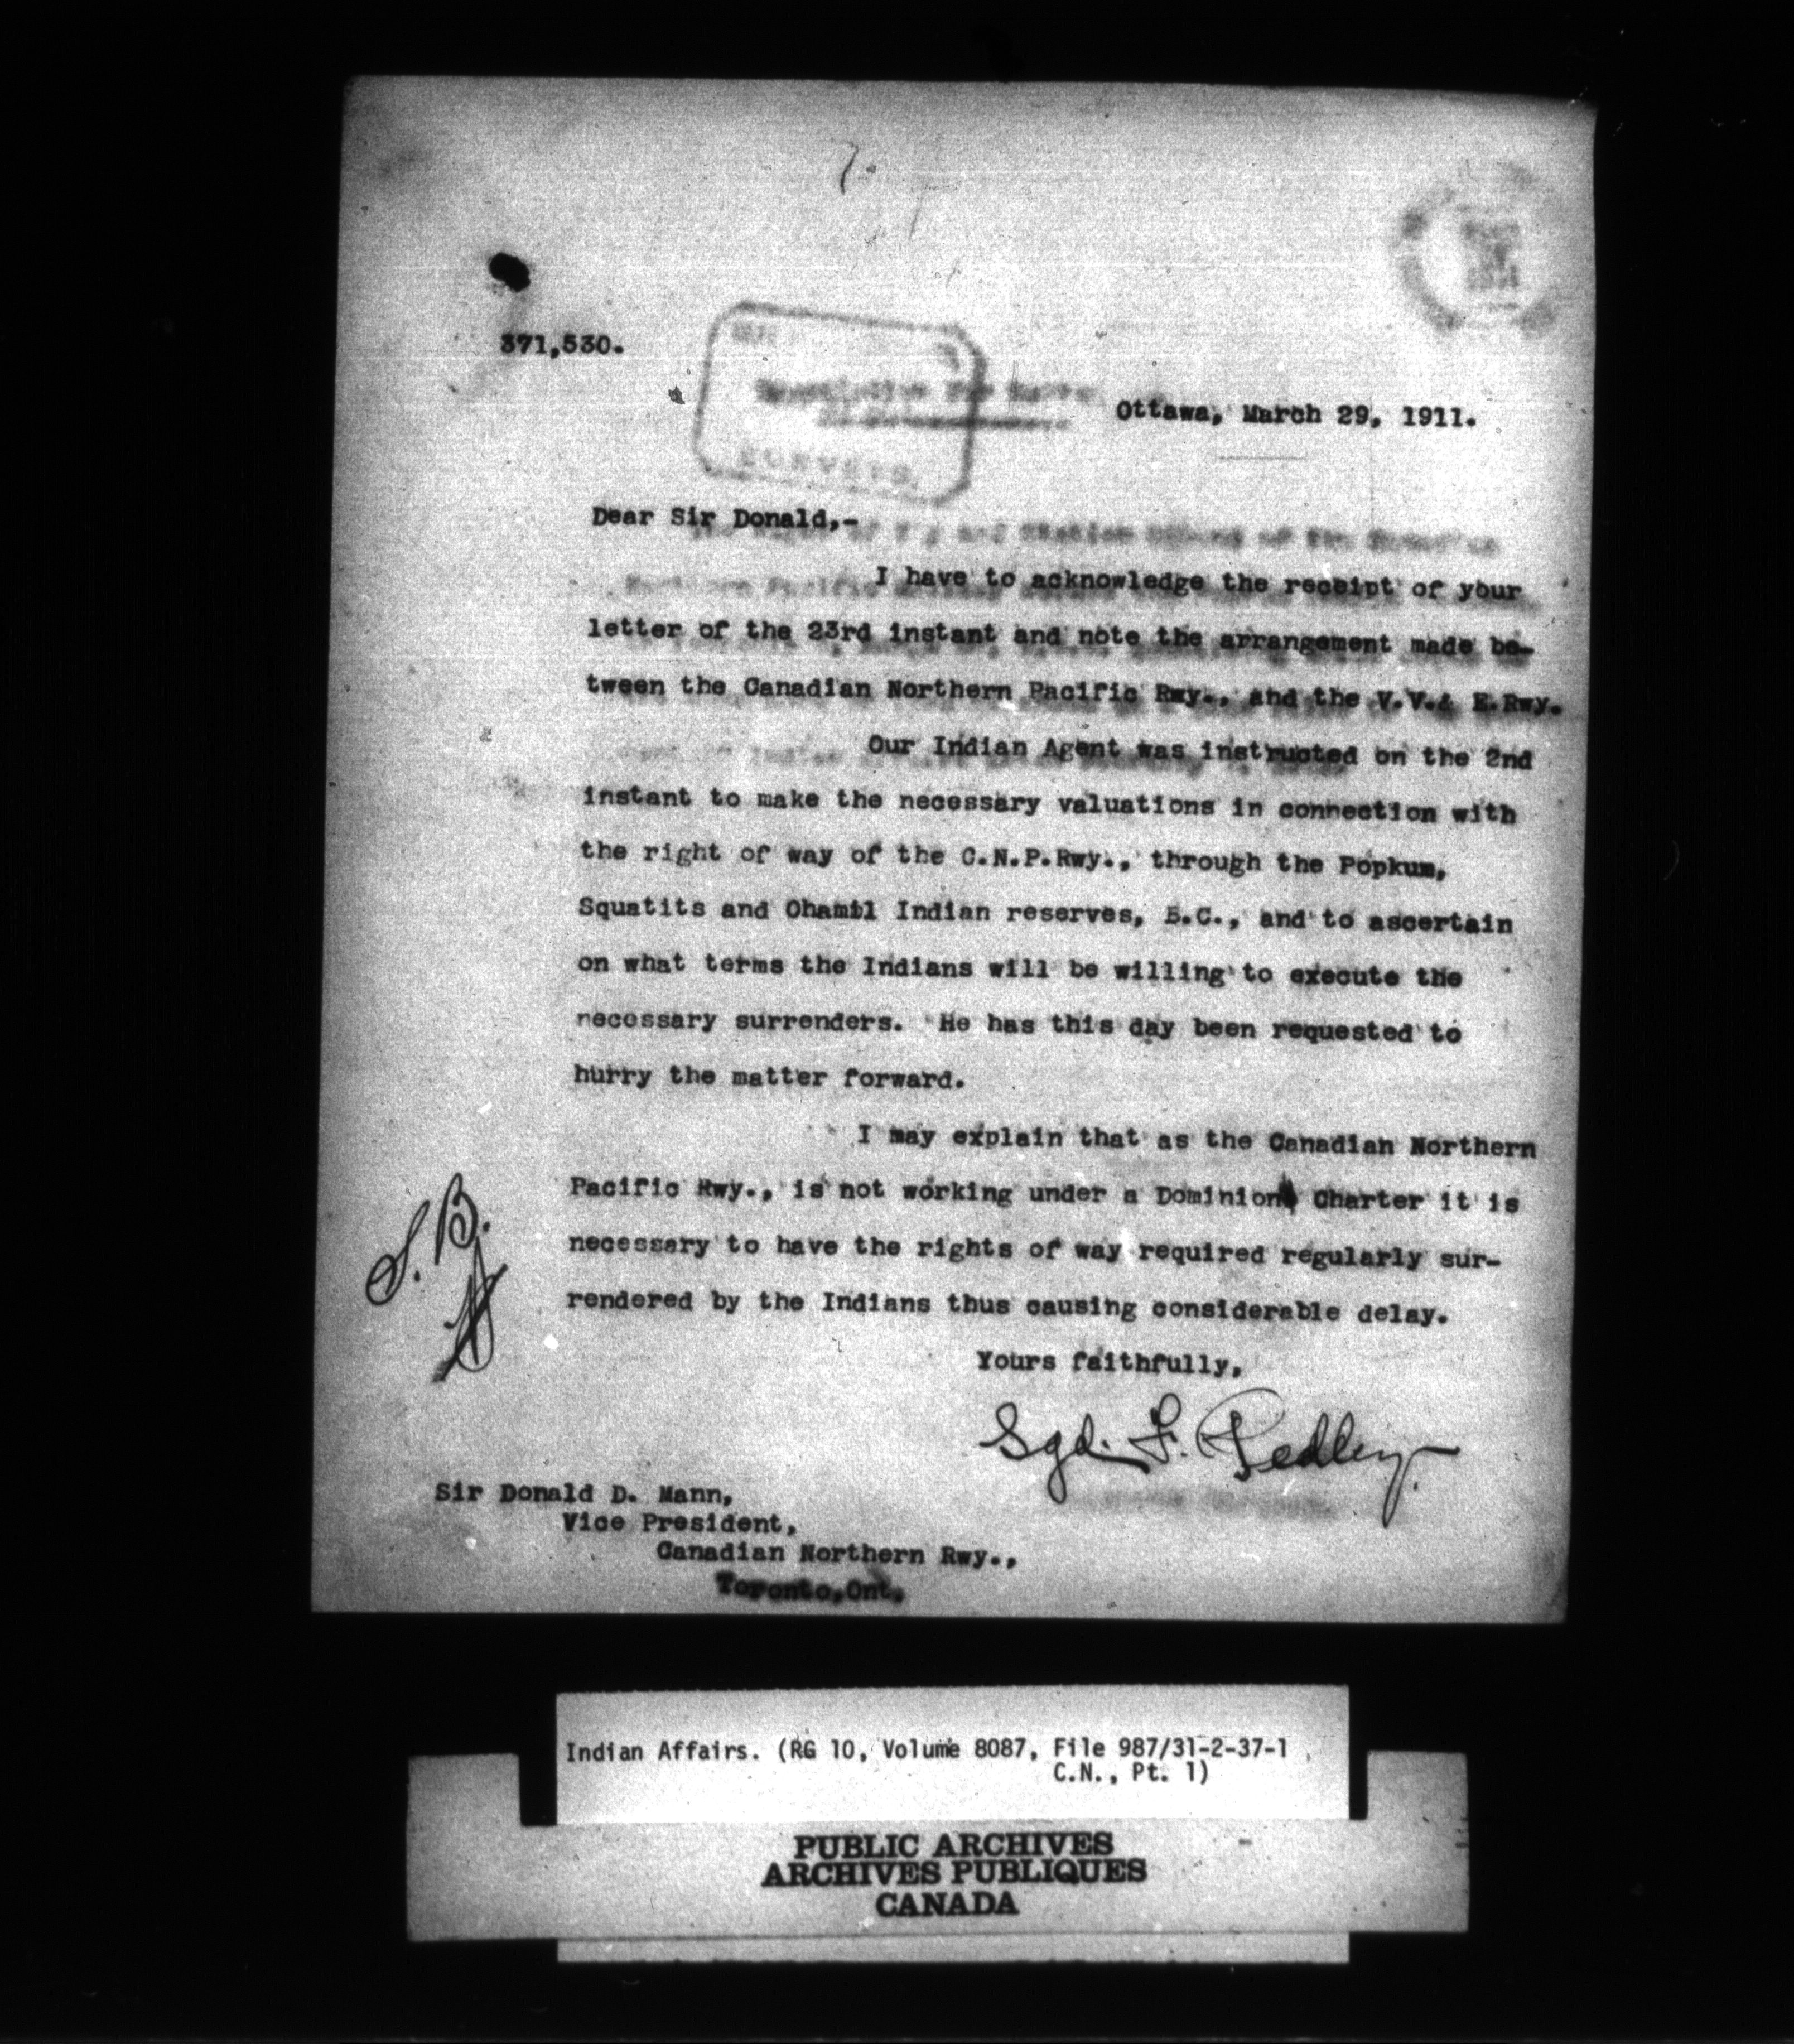 7.
371,530.
SURVEYS.
Ottawa, March 29, 1911.
Dear Sir Donald,-
I have to acknowledge the receipt of your
letter of the 23rd instant and note the arrangement made be-
tween the Canadian Northern Pacific Rwy., and the V.V.& E.Rwy.
Our Indian Agent was instructed on the 2nd
instant to make the necessary valuations in connection with
the right of way of the C.N.P.Rwy., through the Popkum,
Squatits and Ohamil Indian reserves, B.C., and to ascertain
on what terms the Indians will be willing to execute the
necessary surrenders. He has this day been requested to
hurry the matter forward.
I may explain that as the Canadian Northern
Pacific Rwy., is not working under a Dominion Charter it is
necessary to have the rights of way required regularly sur-
rendered by the Indians thus causing considerable delay.
S.B.
Yours faithfully,
Sgd. F. Pedley.
Sir Donald D. Mann,
Vice President,
Canadian Northern Rwy.,
Toronto,Ont.
Indian Affairs. (RG 10, Volume 8087, File 987/31-2-37-1
C.N., Pt. 1)
PUBLIC ARCHIVES
ARCHIVES PUBLIQUES
CANADA